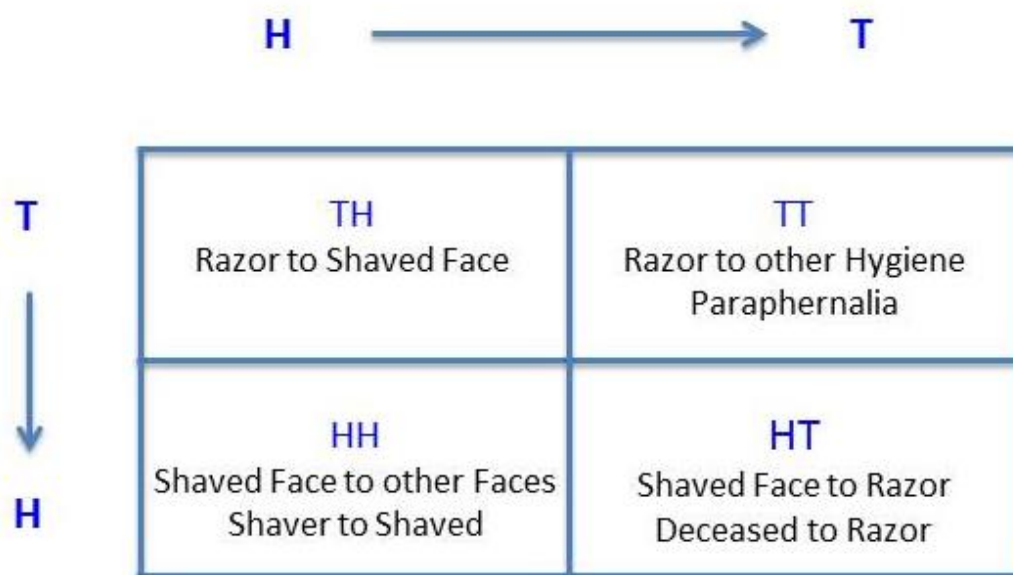 H T
T
TH
Razor to Shaved Face
TT
Razor to other Hygiene
Paraphernalia
H
HH
Shaved Face to other Faces
Shaver to Shaved
HT
Shaved Face to Razor
Deceased to Razor